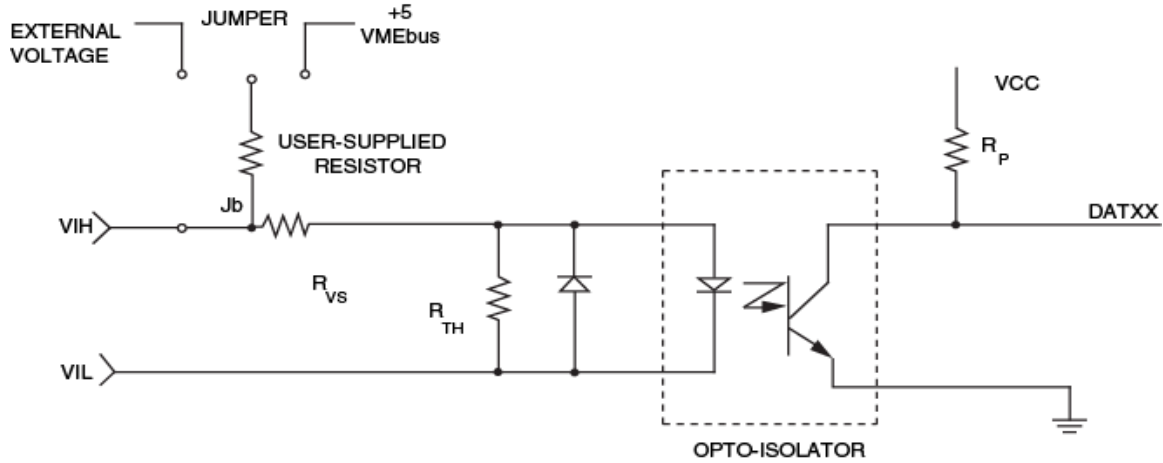 EXTERNAL
VOLTAGE
JUMPER
+5
VMEbus
USER-SUPPLIED
RESISTOR
VCC
R P
Jb
VIH
DATXX
R VS
R TH
VIL
OPTO-ISOLATOR